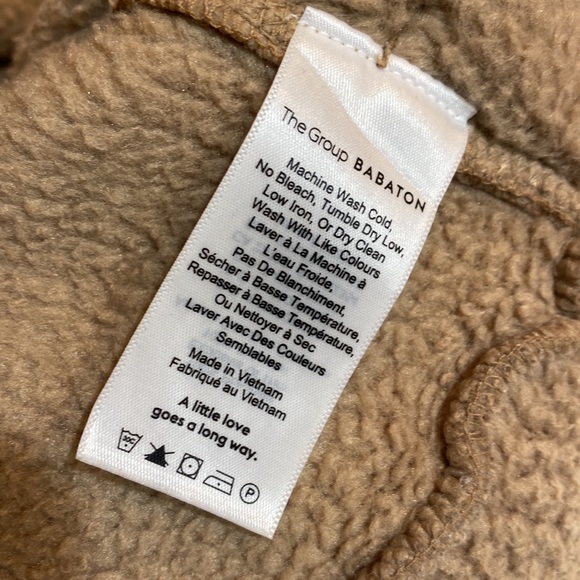 The Group BABATON
Machine Wash Cold,
No Bleach, Tumble Dry Low,
Low Iron, Or Dry Clean
Wash With Like Colours
Laver à La Machine à
L'eau Froide,
Pas De Blanchiment,
Sécher à Basse Température,
Repasser à Basse Température,
Ou Nettoyer à Sec
Laver Avec Des Couleurs
Semblables
Made in Vietnam
Fabriqué au Vietnam
A little love
goes a long way.
30C P